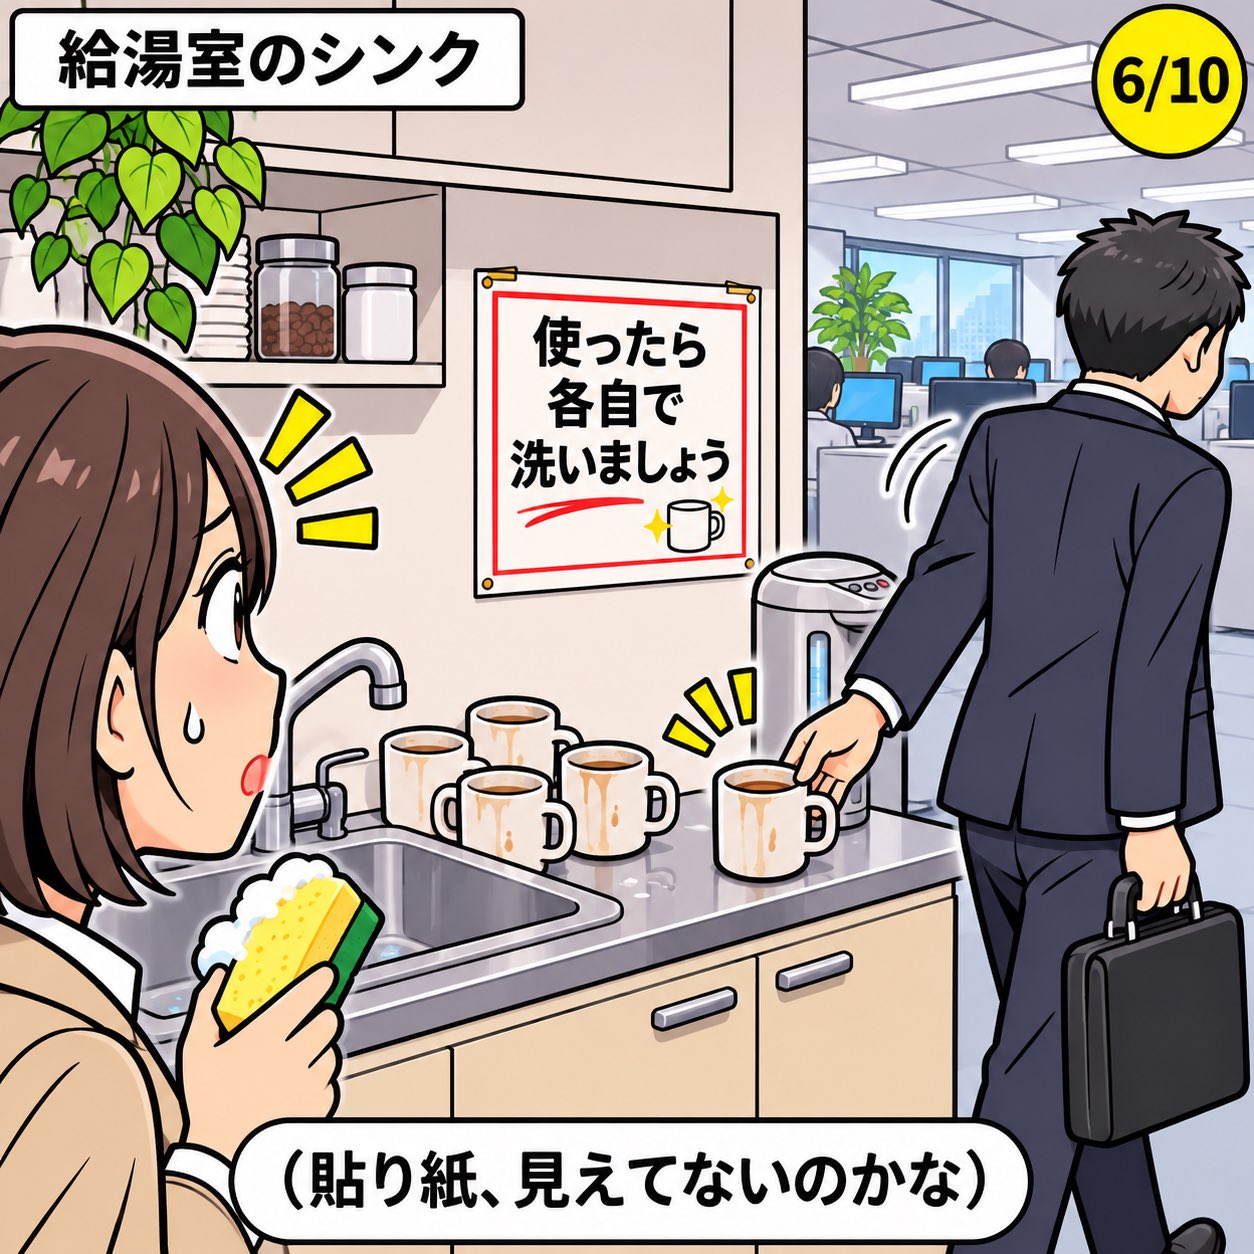 給湯室のシンク
6/10
使ったら
各自で
洗いましょう
（貼り紙、見えてないのかな）